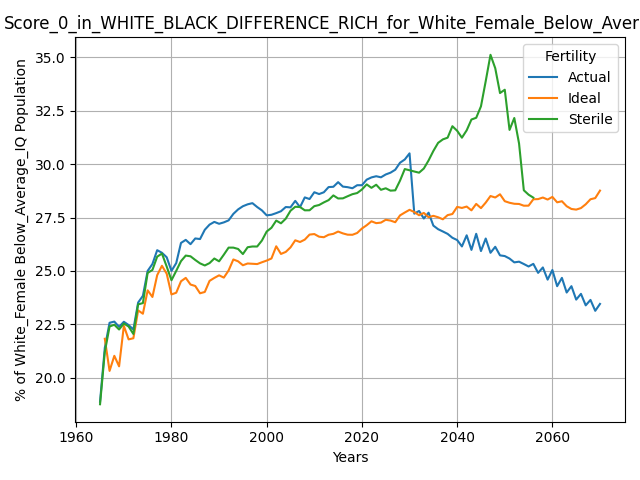 Score_0_in_WHITE_BLACK_DIFFERENCE_RICH_for_White_Female_Below_Aver
Fertility
Actual
Ideal
Sterile
% of White_Female Below_Average_IQ Population
35.0
32.5
30.0
27.5
25.0
22.5
20.0
1960
1980
2000
2020
2040
2060
Years